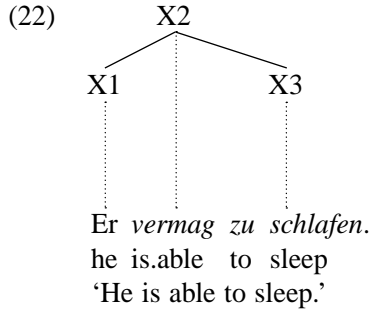 (22) X2
X1 X3
Er vermag zu schlafen.
he is.able to sleep
‘He is able to sleep.’